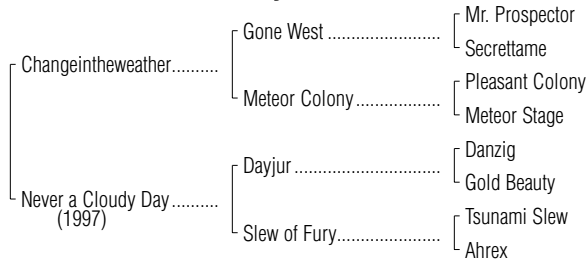 Mr. Prospector
Gone West ....................
Secrettame
Changeintheweather..........
Pleasant Colony
Meteor Colony ...............
Meteor Stage
Danzig
Dayjur ...........................
Gold Beauty
Never a Cloudy Day ..........
(1997)
Tsunami Slew
Slew of Fury...................
Ahrex